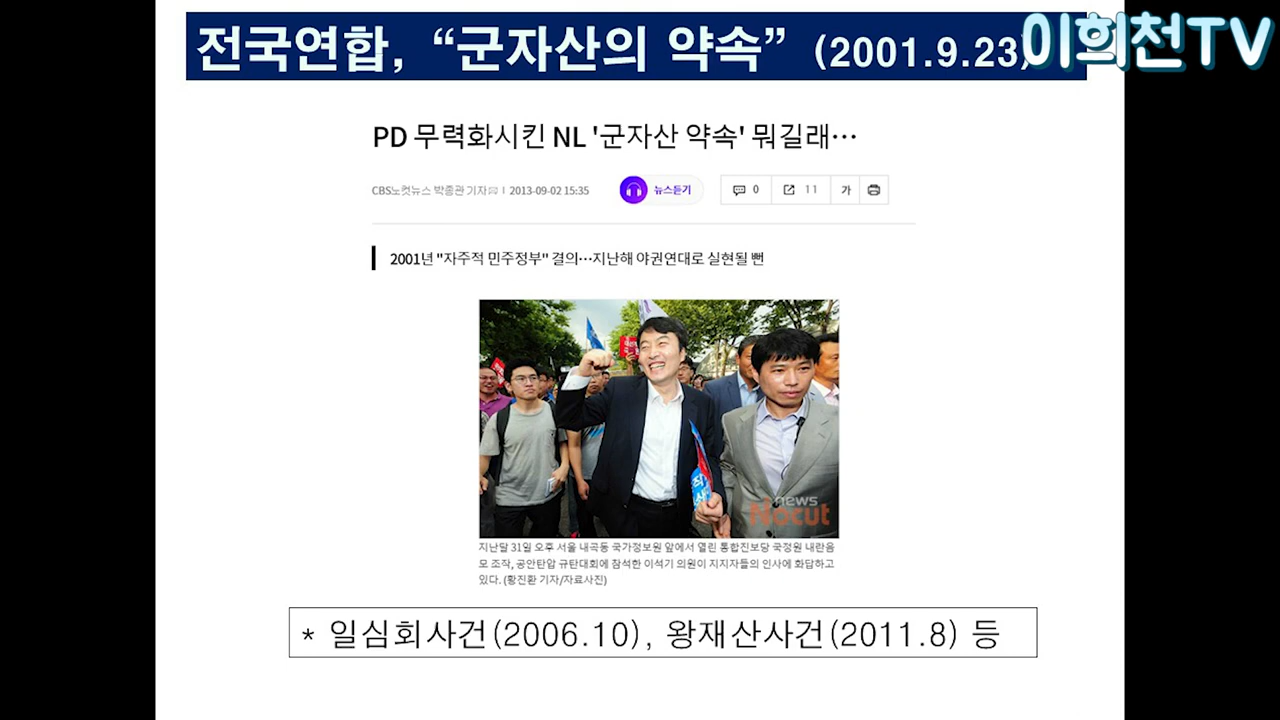 전국연합, “군자산의 약속” (2001.9.23)
이희천TV
PD 무력화시킨 NL '군자산 약속' 뭐길래…
CBS노컷뉴스 박종관 기자 | 2013-09-02 15:35
뉴스듣기
0
11
가
2001년 "자주적 민주정부" 결의…지난해 야권연대로 실현될 뻔
news
Nocut
지난달 31일 오후 서울 내곡동 국가정보원 앞에서 열린 통합진보당 국정원 내란음
모 조작, 공안탄압 규탄대회에 참석한 이석기 의원이 지지자들의 인사에 화답하고
있다. (황진환 기자/자료사진)
* 일심회사건(2006.10), 왕재산사건(2011.8) 등